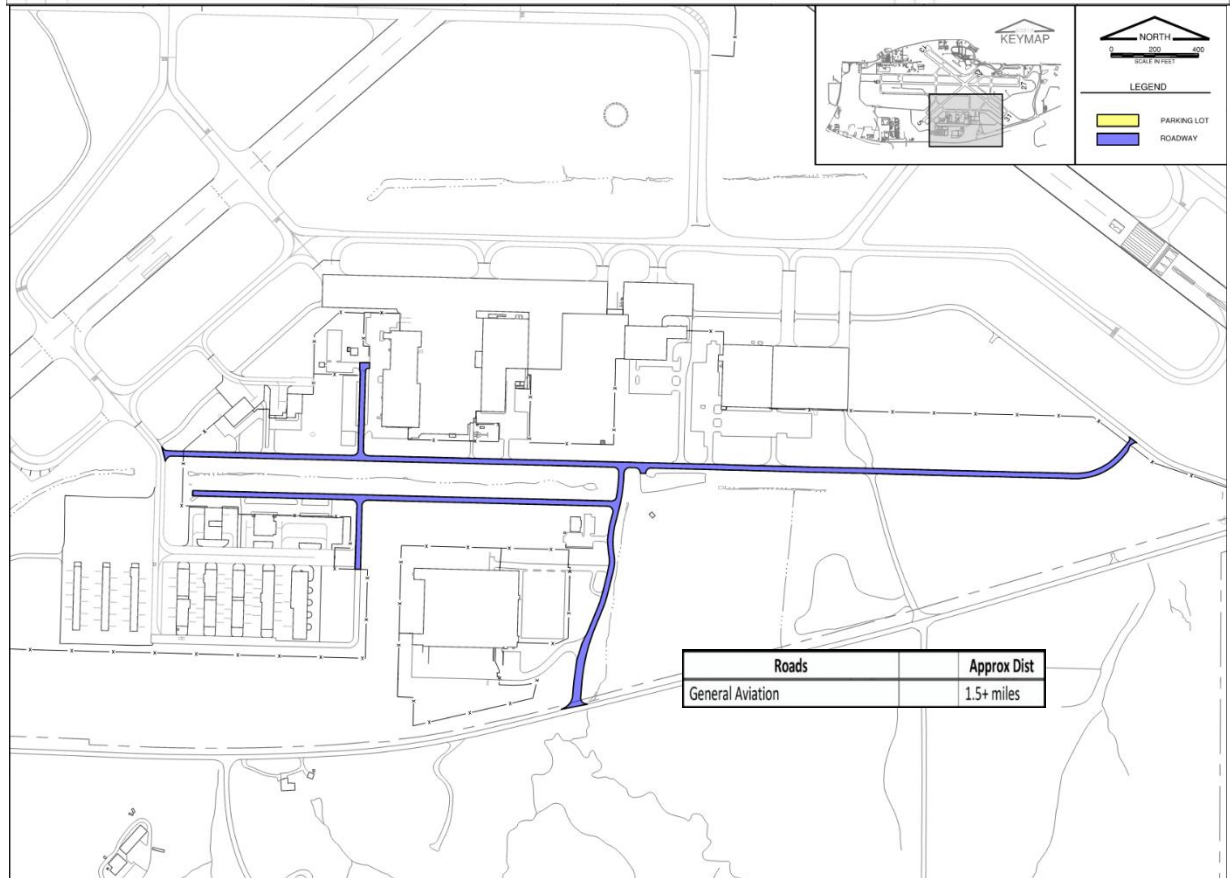 KEYMAP
NORTH
0 200 400
SCALE IN FEET
LEGEND
PARKING LOT
ROADWAY
Roads Approx Dist
General Aviation 1.5+ miles